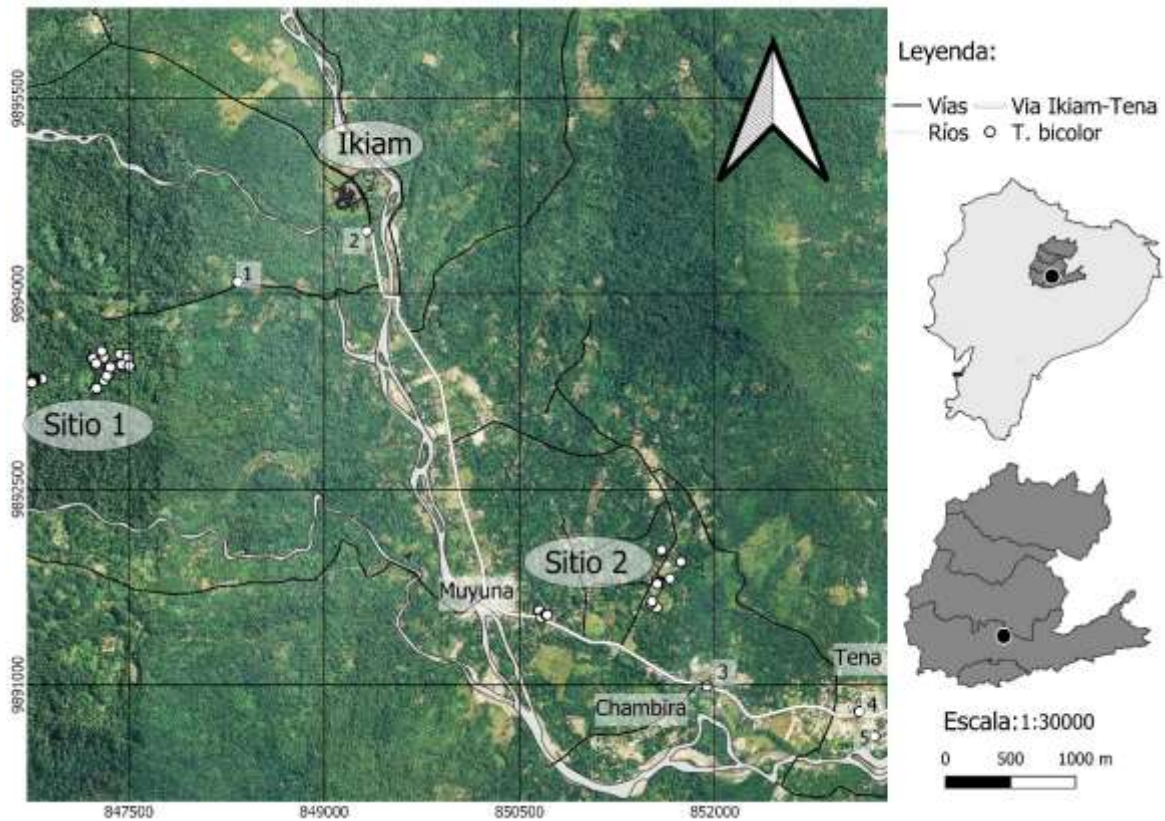 Leyenda:
Vías Via Ikiam-Tena
Ríos T. bicolor
Ikiam
2
1
Sitio 1
Sitio 2
Muyuna
Tena
3
Chambira
4
5
Escala:1:30000
0 500 1000 m
9895500
9894000
9892500
9891000
847500 849000 850500 852000